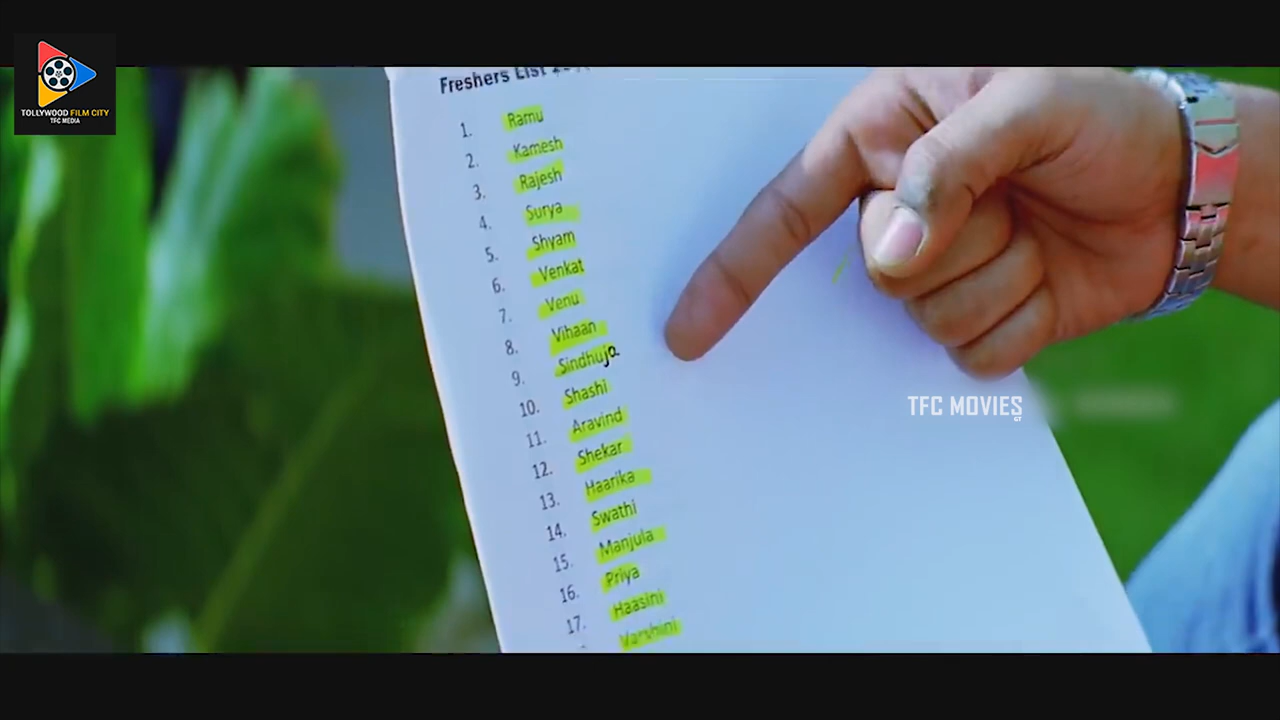 TOLLYWOOD FILM CITY
TFC MEDIA
Freshers List
1. Ramu
2. Kamesh
3. Rajesh
4. Surya
5. Shyam
6. Venkat
7. Venu
8. Vihaan
9. Sindhuja
10. Shashi
11. Aravind
12. Shekar
13. Haarika
14. Swathi
15. Manjula
16. Priya
17. Haasini
Varshini
TFC MOVIES